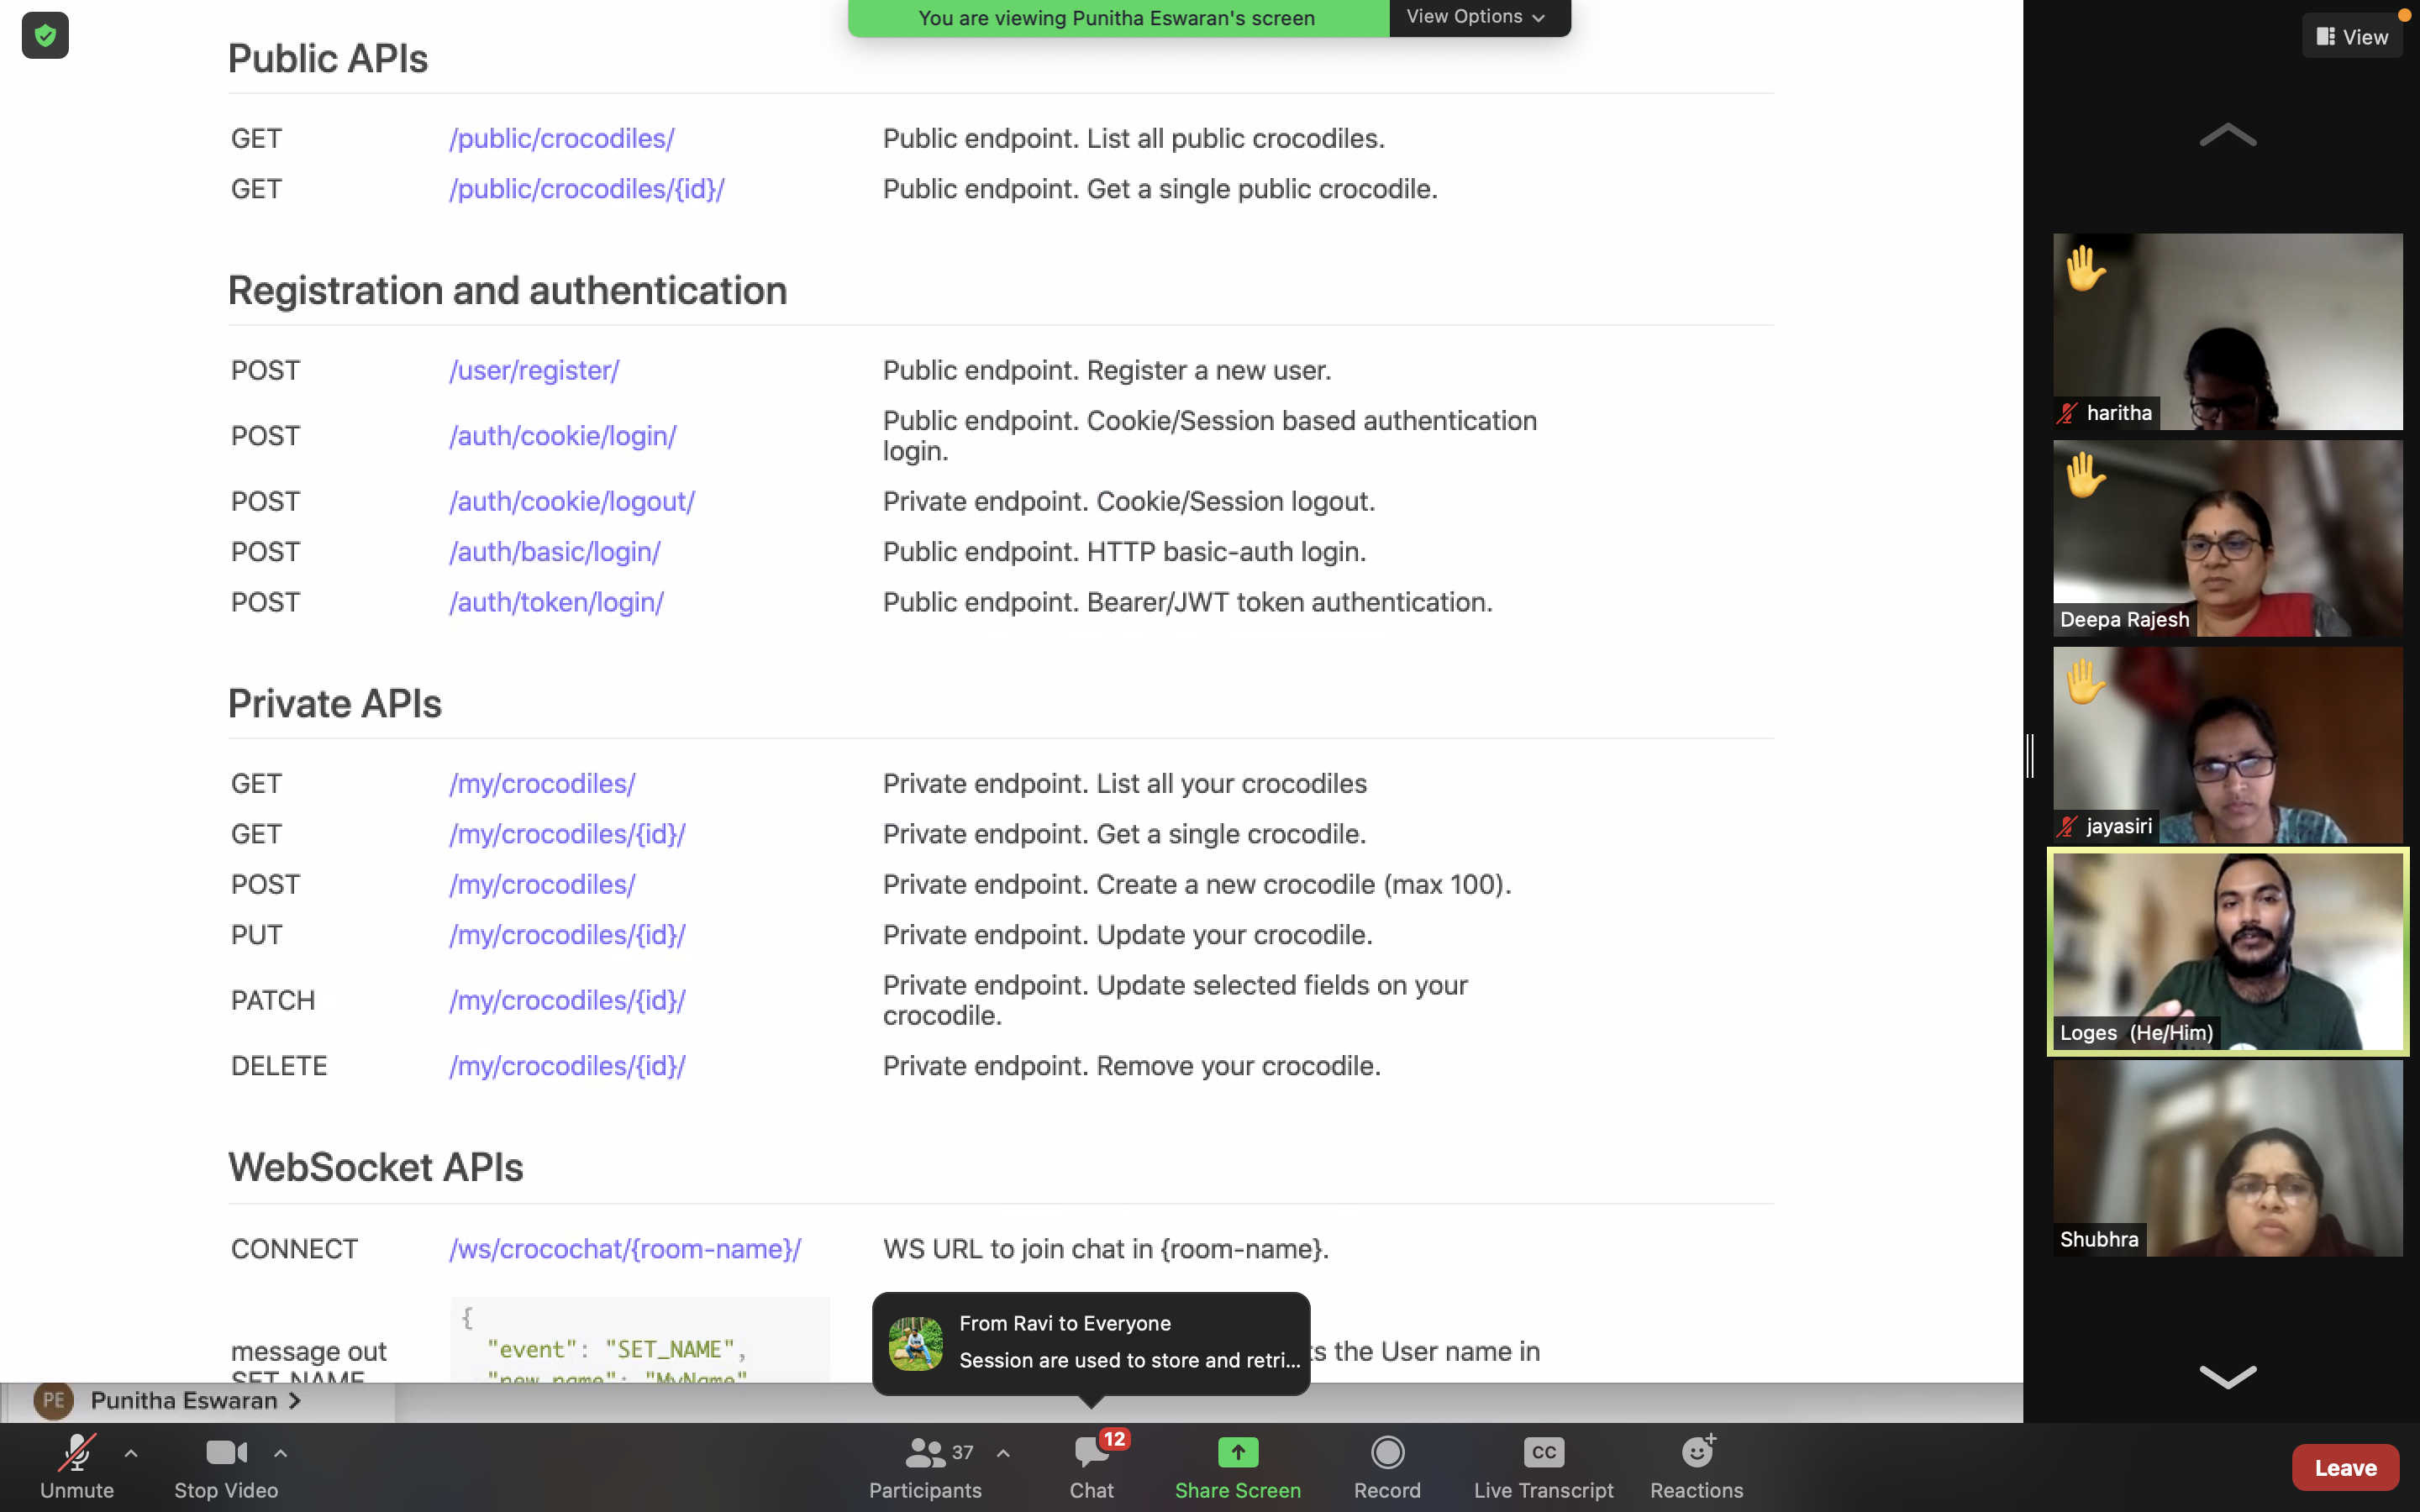 You are viewing Punitha Eswaran's screen
View Options
View
Public APIs
GET /public/crocodiles/ Public endpoint. List all public crocodiles.
GET /public/crocodiles/{id}/ Public endpoint. Get a single public crocodile.
Registration and authentication
POST /user/register/ Public endpoint. Register a new user.
POST /auth/cookie/login/ Public endpoint. Cookie/Session based authentication
login.
POST /auth/cookie/logout/ Private endpoint. Cookie/Session logout.
POST /auth/basic/login/ Public endpoint. HTTP basic-auth login.
POST /auth/token/login/ Public endpoint. Bearer/JWT token authentication.
Private APIs
GET /my/crocodiles/ Private endpoint. List all your crocodiles
GET /my/crocodiles/{id}/ Private endpoint. Get a single crocodile.
POST /my/crocodiles/ Private endpoint. Create a new crocodile (max 100).
PUT /my/crocodiles/{id}/ Private endpoint. Update your crocodile.
PATCH /my/crocodiles/{id}/ Private endpoint. Update selected fields on your
crocodile.
DELETE /my/crocodiles/{id}/ Private endpoint. Remove your crocodile.
WebSocket APIs
CONNECT /ws/crocochat/{room-name}/ WS URL to join chat in {room-name}.
{
message out "event": "SET_NAME", ts the User name in
SET_NAME "new_name": "MyName"
From Ravi to Everyone
Session are used to store and retri...
haritha
Deepa Rajesh
jayasiri
Loges (He/Him)
Shubhra
PE Punitha Eswaran >
Unmute
Stop Video
37
Participants
12
Chat
Share Screen
Record
CC
Live Transcript
Reactions
Leave